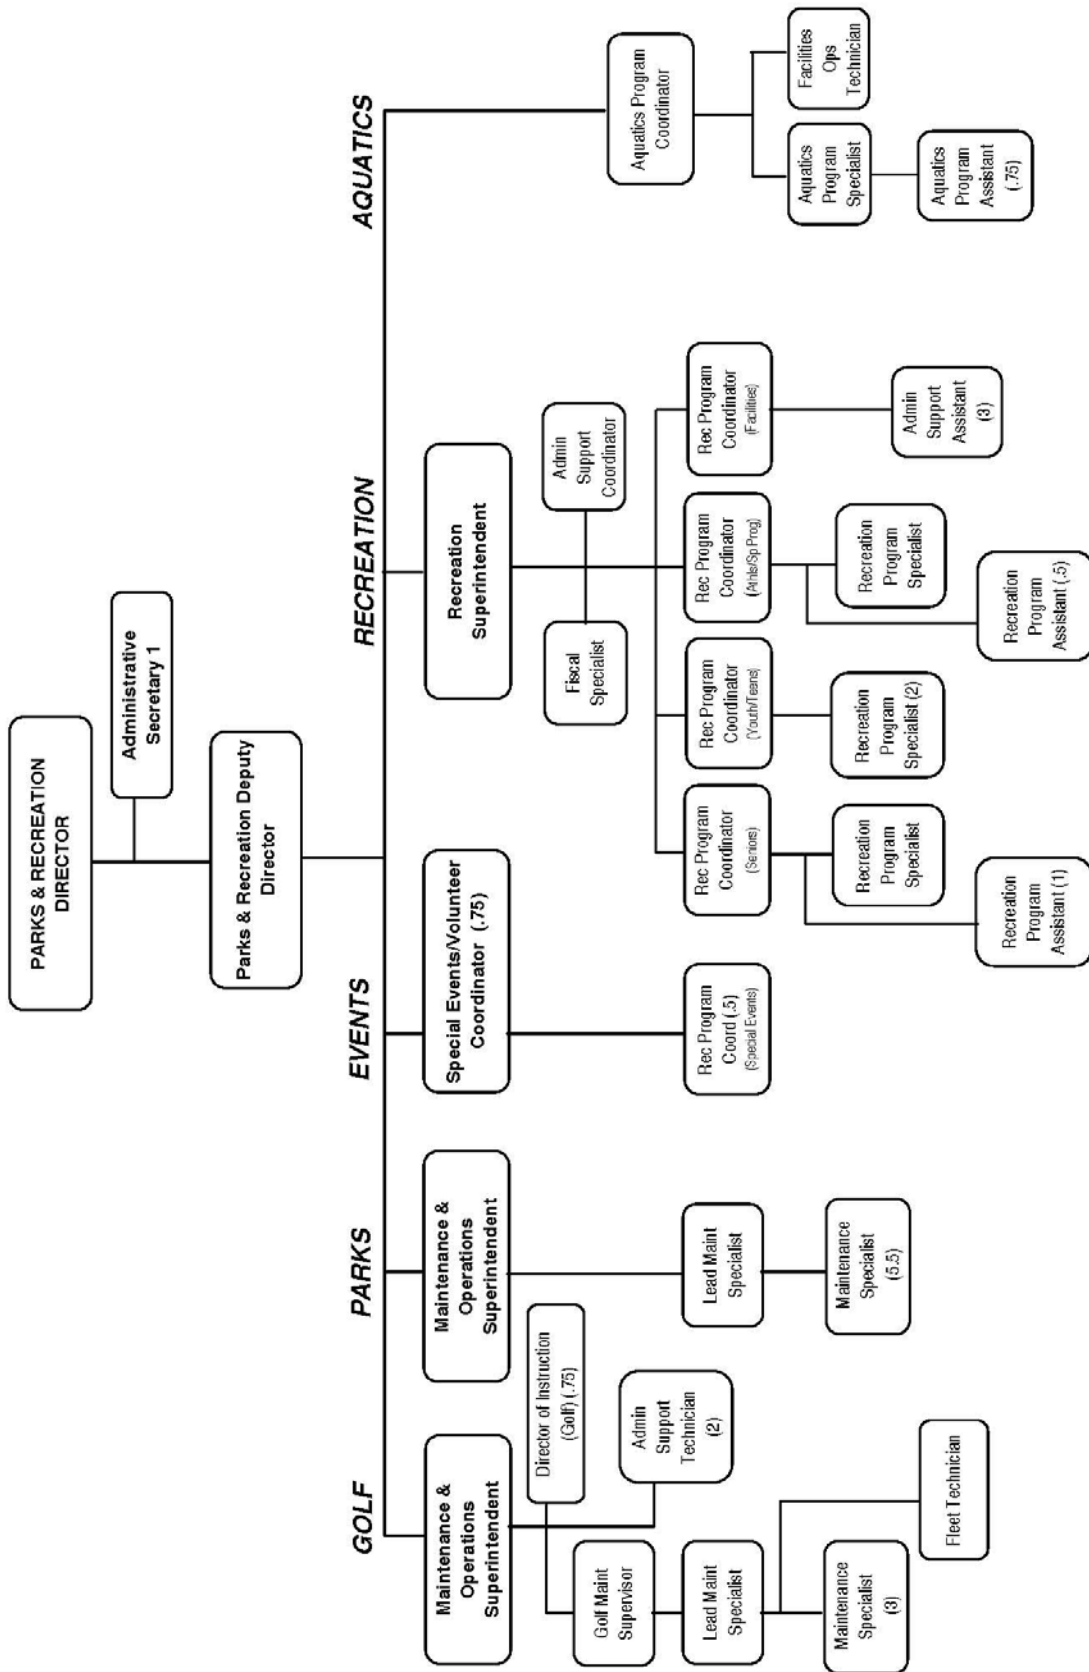 PARKS & RECREATION
DIRECTOR
Administrative
Secretary 1
Parks & Recreation Deputy
Director
GOLF
PARKS
EVENTS
RECREATION
AQUATICS
Maintenance &
Operations
Superintendent
Maintenance &
Operations
Superintendent
Special Events/Volunteer
Coordinator (.75)
Recreation
Superintendent
Director of Instruction
(Golf) (.75)
Golf Maint
Supervisor
Admin
Support
Technician
(2)
Lead Maint
Specialist
Maintenance
Specialist
(3)
Fleet Technician
Lead Maint
Specialist
Maintenance
Specialist
(5.5)
Rec Program
Coord (.5)
(Special Events)
Fiscal
Specialist
Admin
Support
Coordinator
Rec Program
Coordinator
(Seniors)
Rec Program
Coordinator
(Youth/Teens)
Rec Program
Coordinator
(Athls/Sp Prog)
Rec Program
Coordinator
(Facilities)
Recreation
Program
Specialist
Recreation
Program
Assistant (1)
Recreation
Program
Specialist (2)
Recreation
Program
Specialist
Recreation
Program
Assistant (.5)
Admin
Support
Assistant
(3)
Aquatics Program
Coordinator
Aquatics
Program
Specialist
Facilities
Ops
Technician
Aquatics
Program
Assistant
(.75)